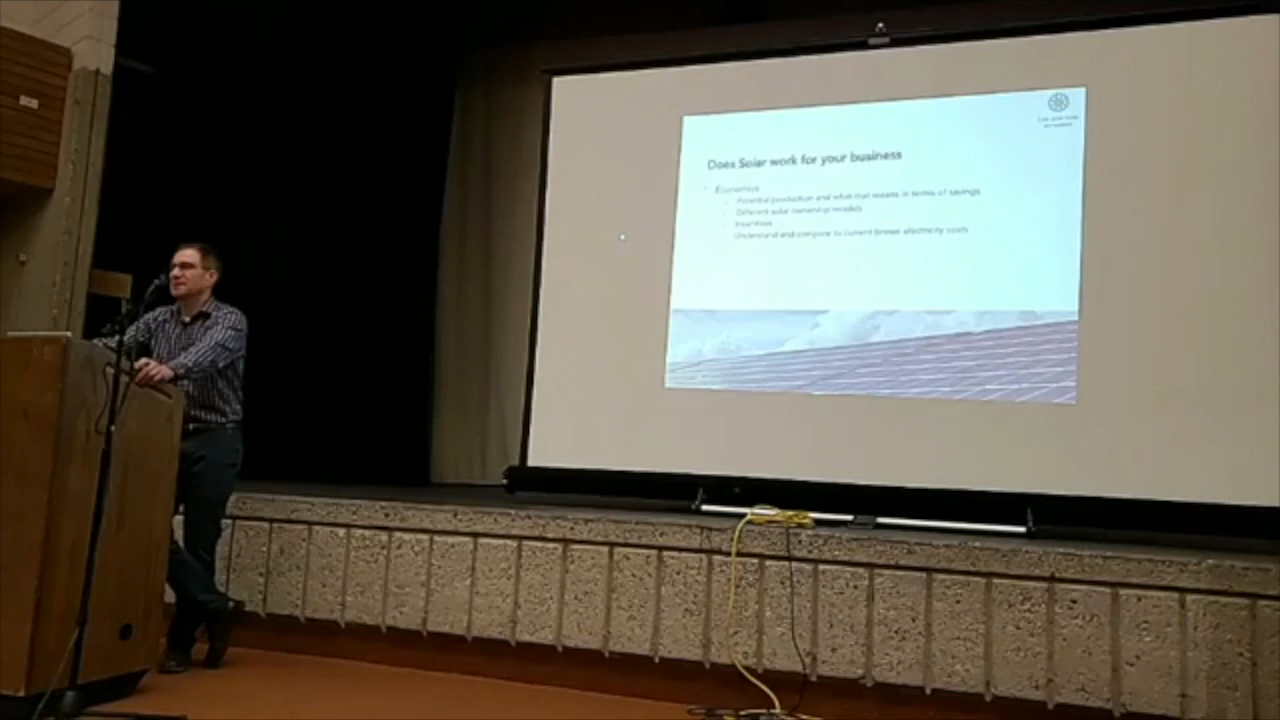 Does Solar work for your business
Economics
Potential production and what that means in terms of savings
Different solar ownership models
Incentives
Understand and compare to current brown electricity costs